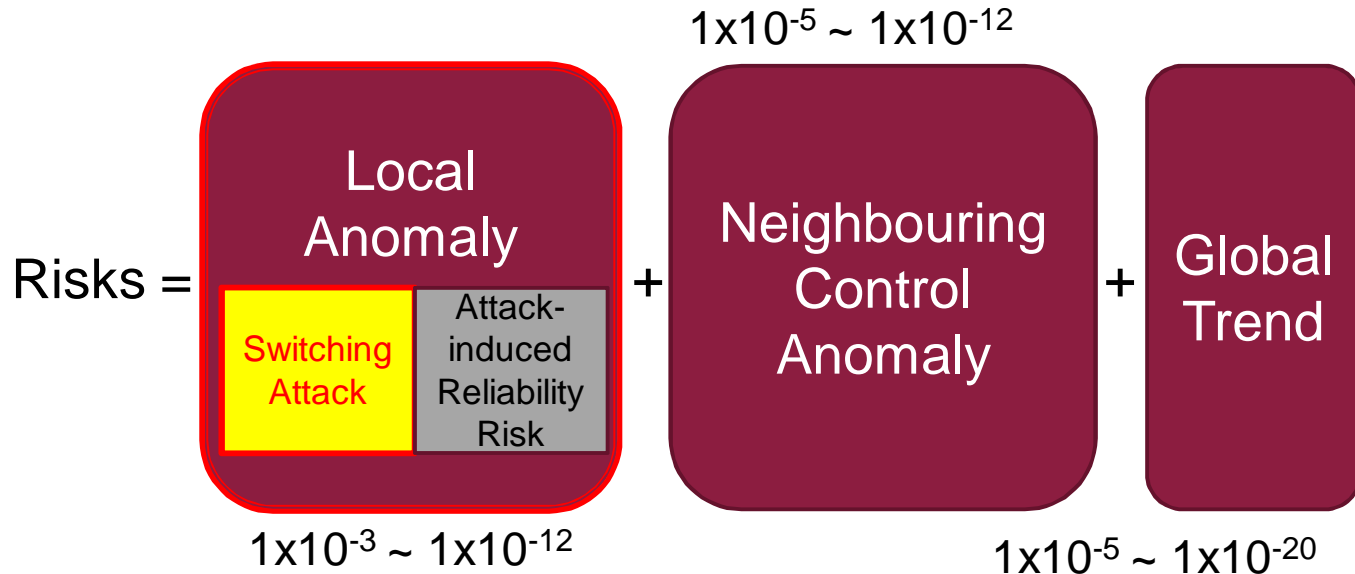 1x10⁻⁵ ~ 1x10⁻¹²
Risks =
Local
Anomaly
Switching
Attack
Attack-
induced
Reliability
Risk
+
Neighbouring
Control
Anomaly
+
Global
Trend
1x10⁻³ ~ 1x10⁻¹²
1x10⁻⁵ ~ 1x10⁻²⁰